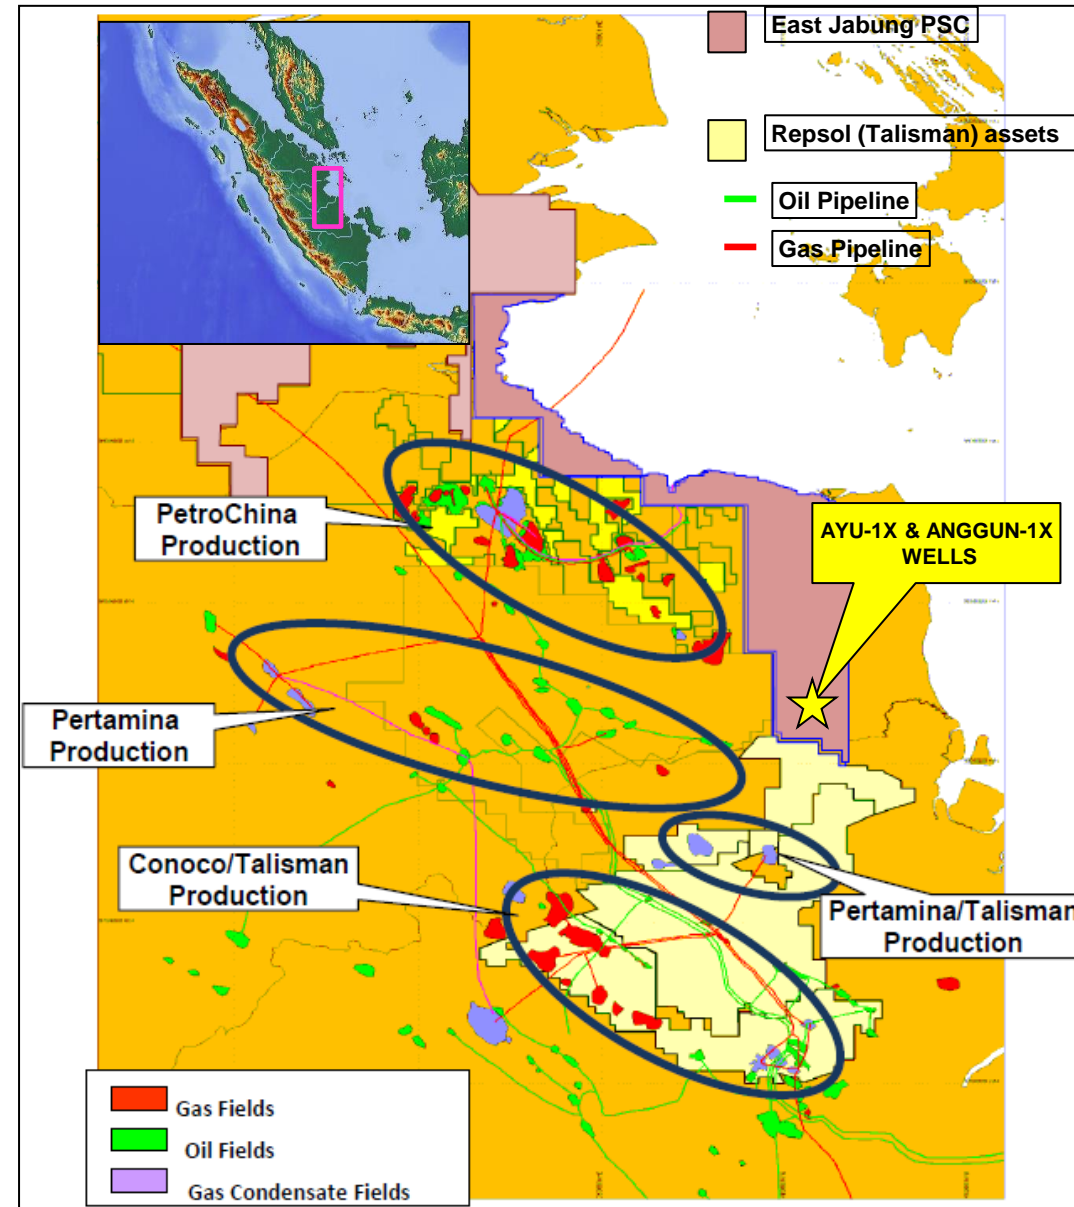 East Jabung PSC
Repsol (Talisman) assets
Oil Pipeline
Gas Pipeline
PetroChina
Production
AYU-1X & ANGGUN-1X
WELLS
Pertamina
Production
Conoco/Talisman
Production
Pertamina/Talisman
Production
Gas Fields
Oil Fields
Gas Condensate Fields